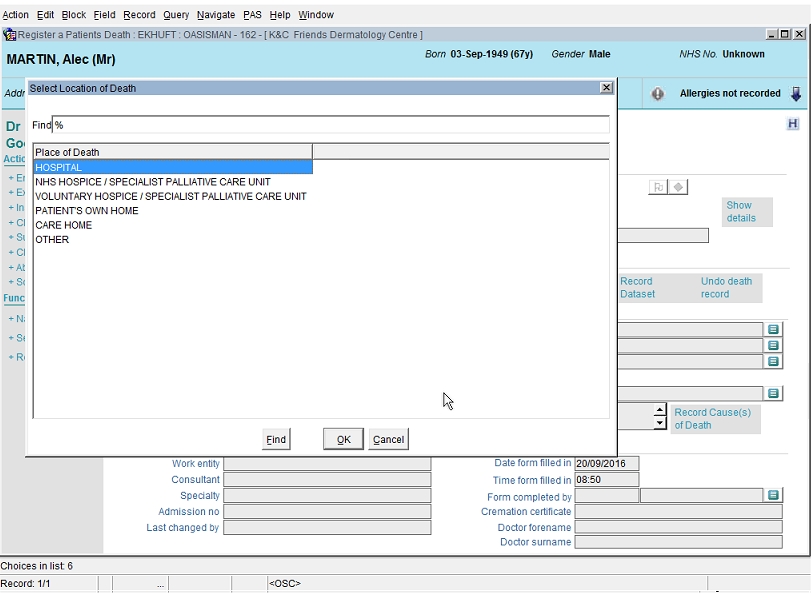 Action Edit Block Field Record Query Navigate PAS Help Window
Register a Patients Death : EKHUFT : OASISMAN - 162 - [ K&C Friends Dermatology Centre ]
MARTIN, Alec (Mr)
Born 03-Sep-1949 (67y) Gender Male NHS No. Unknown
Addr
Allergies not recorded
Select Location of Death
Find %
Place of Death
HOSPITAL
NHS HOSPICE / SPECIALIST PALLIATIVE CARE UNIT
VOLUNTARY HOSPICE / SPECIALIST PALLIATIVE CARE UNIT
PATIENT'S OWN HOME
CARE HOME
OTHER
Find OK Cancel
Dr
Go
Actio
+ Er
+ Ex
+ In
+ Cl
+ Su
+ Cl
+ Ab
+ Sc
Func
+ Na
+ Se
+ Re
H
Show
details
Record
Dataset
Undo death
record
Record Cause(s)
of Death
Work entity
Consultant
Specialty
Admission no
Last changed by
Date form filled in 20/09/2016
Time form filled in 08:50
Form completed by
Cremation certificate
Doctor forename
Doctor surname
Choices in list: 6
Record: 1/1 ... <OSC>